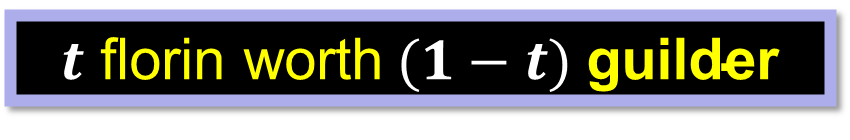 t florin worth (1 − t) guilder